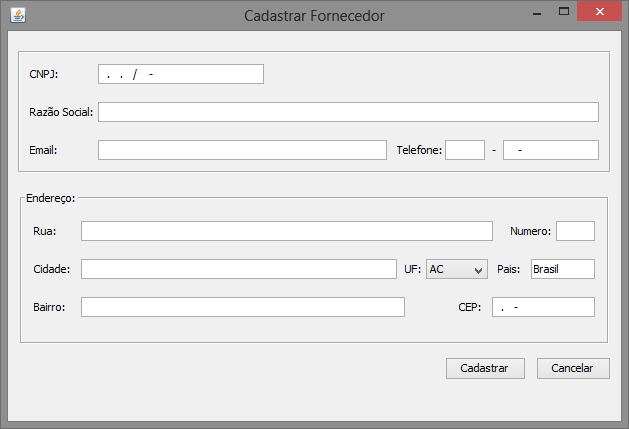 Cadastrar Fornecedor
CNPJ: . . / -
Razão Social:
Email: Telefone: - -
Endereço:
Rua: Numero:
Cidade: UF: AC Pais: Brasil
Bairro: CEP: . -
Cadastrar Cancelar